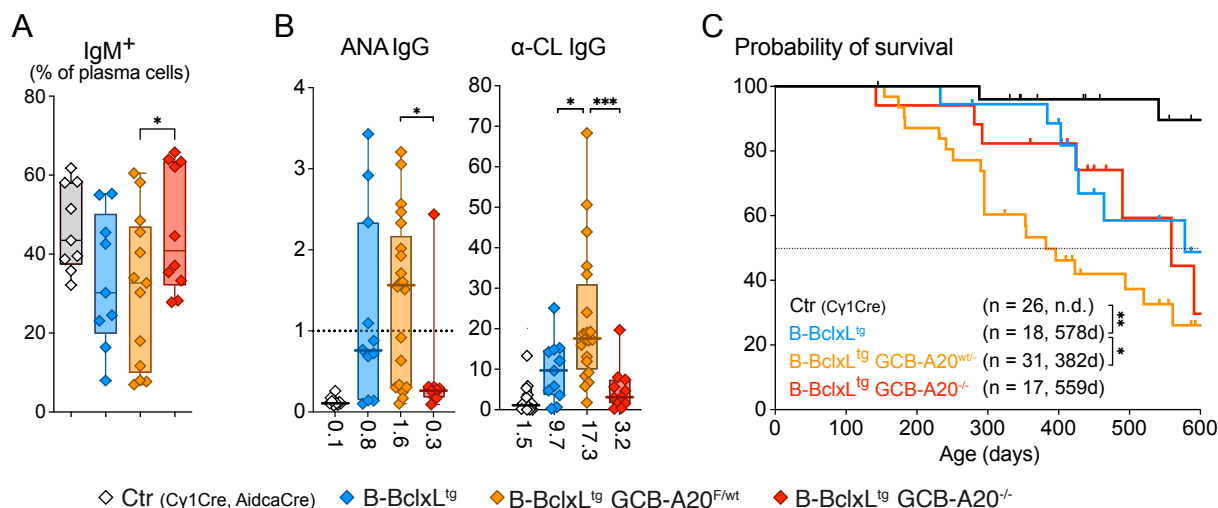 A
IgM⁺
(% of plasma cells)
80
60
40
20
0
*
B
ANA IgG
4
3
2
1
0
*
0.1
0.8
1.6
0.3
α-CL IgG
80
70
60
50
40
30
20
10
0
*
***
1.5
9.7
17.3
3.2
C
Probability of survival
100
80
60
40
20
0
Ctr (Cγ1Cre) (n = 26, n.d.)
B-BclxLᵗᵍ (n = 18, 578d)
B-BclxLᵗᵍ GCB-A20ʷᵗ/⁻ (n = 31, 382d)
B-BclxLᵗᵍ GCB-A20⁻/⁻ (n = 17, 559d)
**
*
0 100 200 300 400 500 600
Age (days)
Ctr (Cγ1Cre, AidcaCre) B-BclxLᵗᵍ B-BclxLᵗᵍ GCB-A20ᶠ/ʷᵗ B-BclxLᵗᵍ GCB-A20⁻/⁻